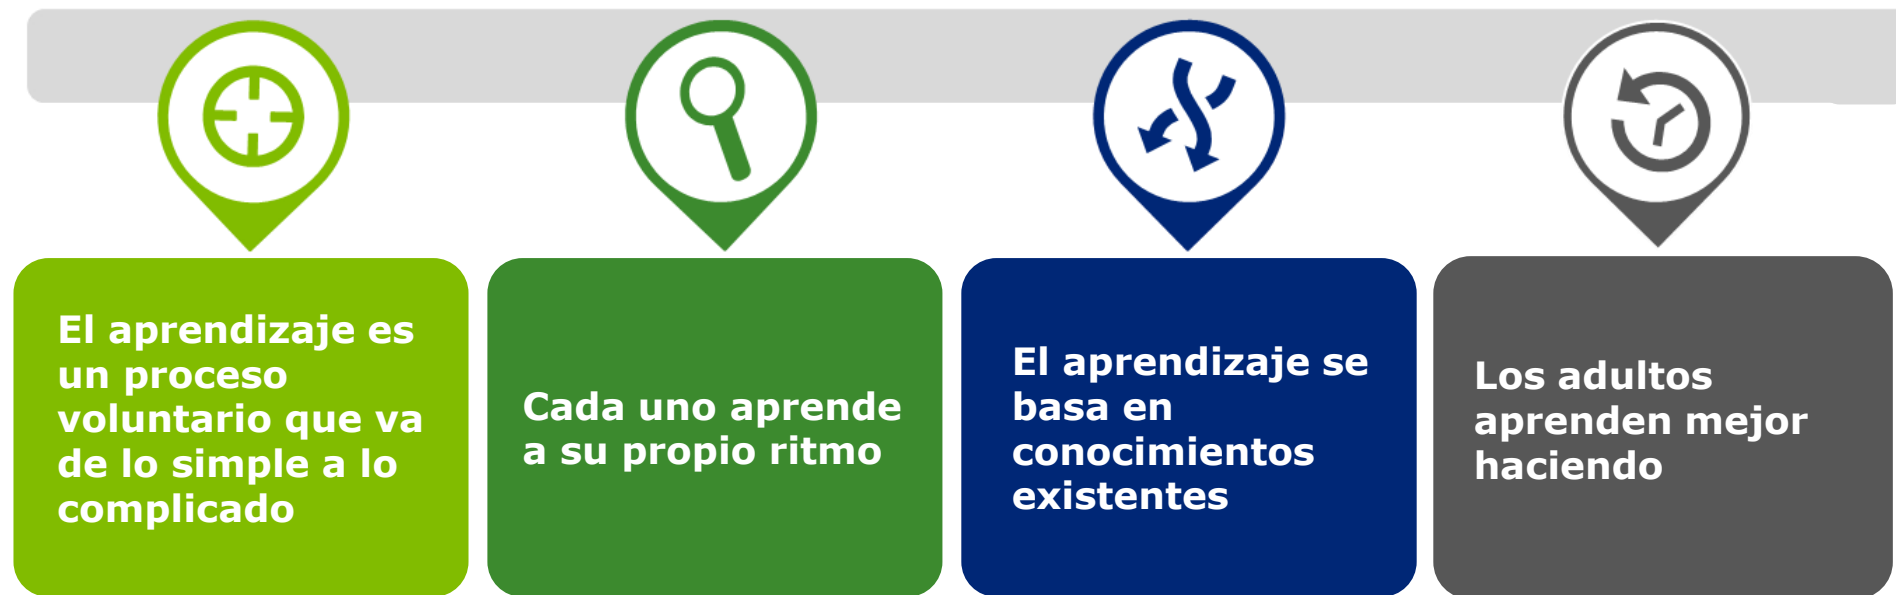 El aprendizaje es
un proceso
voluntario que va
de lo simple a lo
complicado
Cada uno aprende
a su propio ritmo
El aprendizaje se
basa en
conocimientos
existentes
Los adultos
aprenden mejor
haciendo